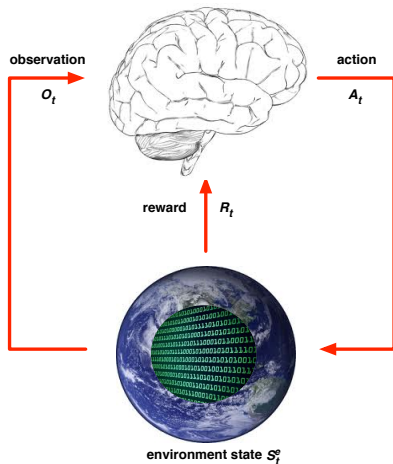 observation
O_t
action
A_t
reward R_t
environment state S_t^e